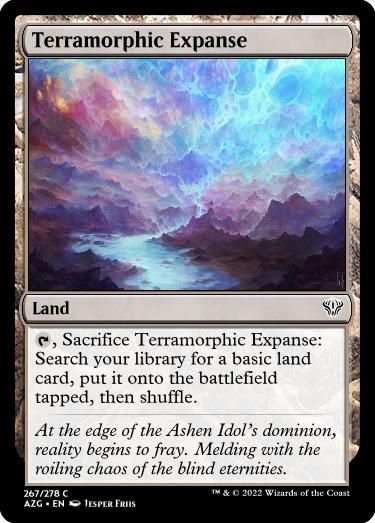 Terramorphic Expanse
Land
, Sacrifice Terramorphic Expanse:
Search your library for a basic land
card, put it onto the battlefield
tapped, then shuffle.
At the edge of the Ashen Idol's dominion,
reality begins to fray. Melding with the
roiling chaos of the blind eternities.
267/278 C
AZG • EN Jesper Friis
™ & © 2022 Wizards of the Coast